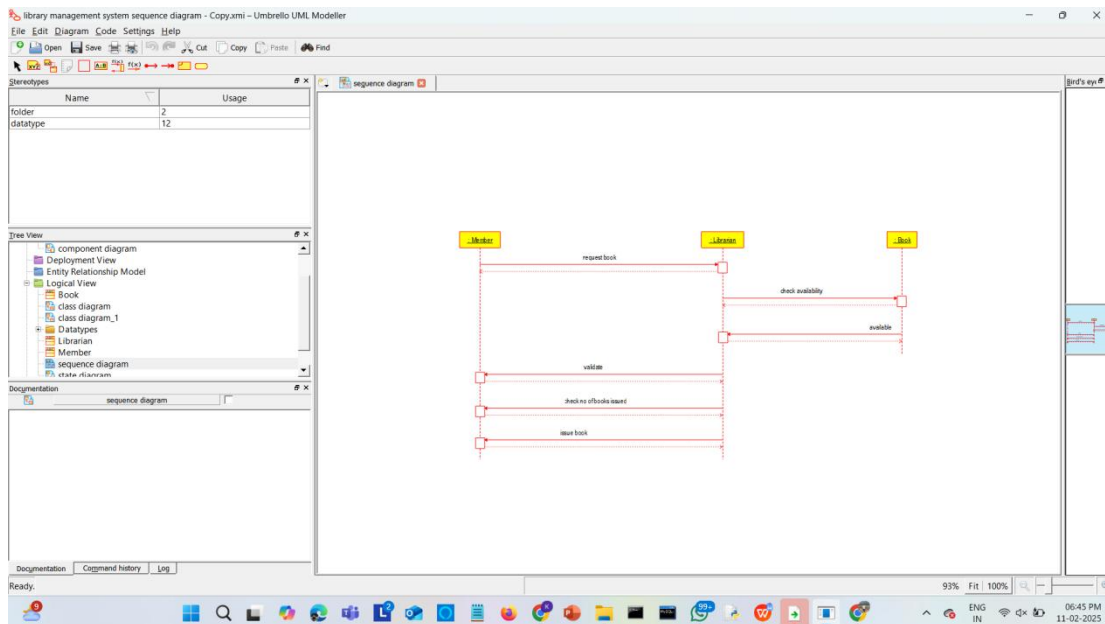 library management system sequence diagram - Copy.xmi – Umbrello UML Modeller
File Edit Diagram Code Settings Help
Open Save Cut Copy Paste Find
Stereotypes
Name Usage
folder 2
datatype 12
Tree View
component diagram
Deployment View
Entity Relationship Model
Logical View
Book
class diagram
class diagram_1
Datatypes
Librarian
Member
sequence diagram
state diagram
Documentation
sequence diagram
Documentation Command history Log
Ready.
sequence diagram
: Member : Librarian : Book
request book
check availability
available
validate
check no of books issued
issue book
Bird's eye
93% Fit 100%
9
99+
ENG
IN
06:45 PM
11-02-2025